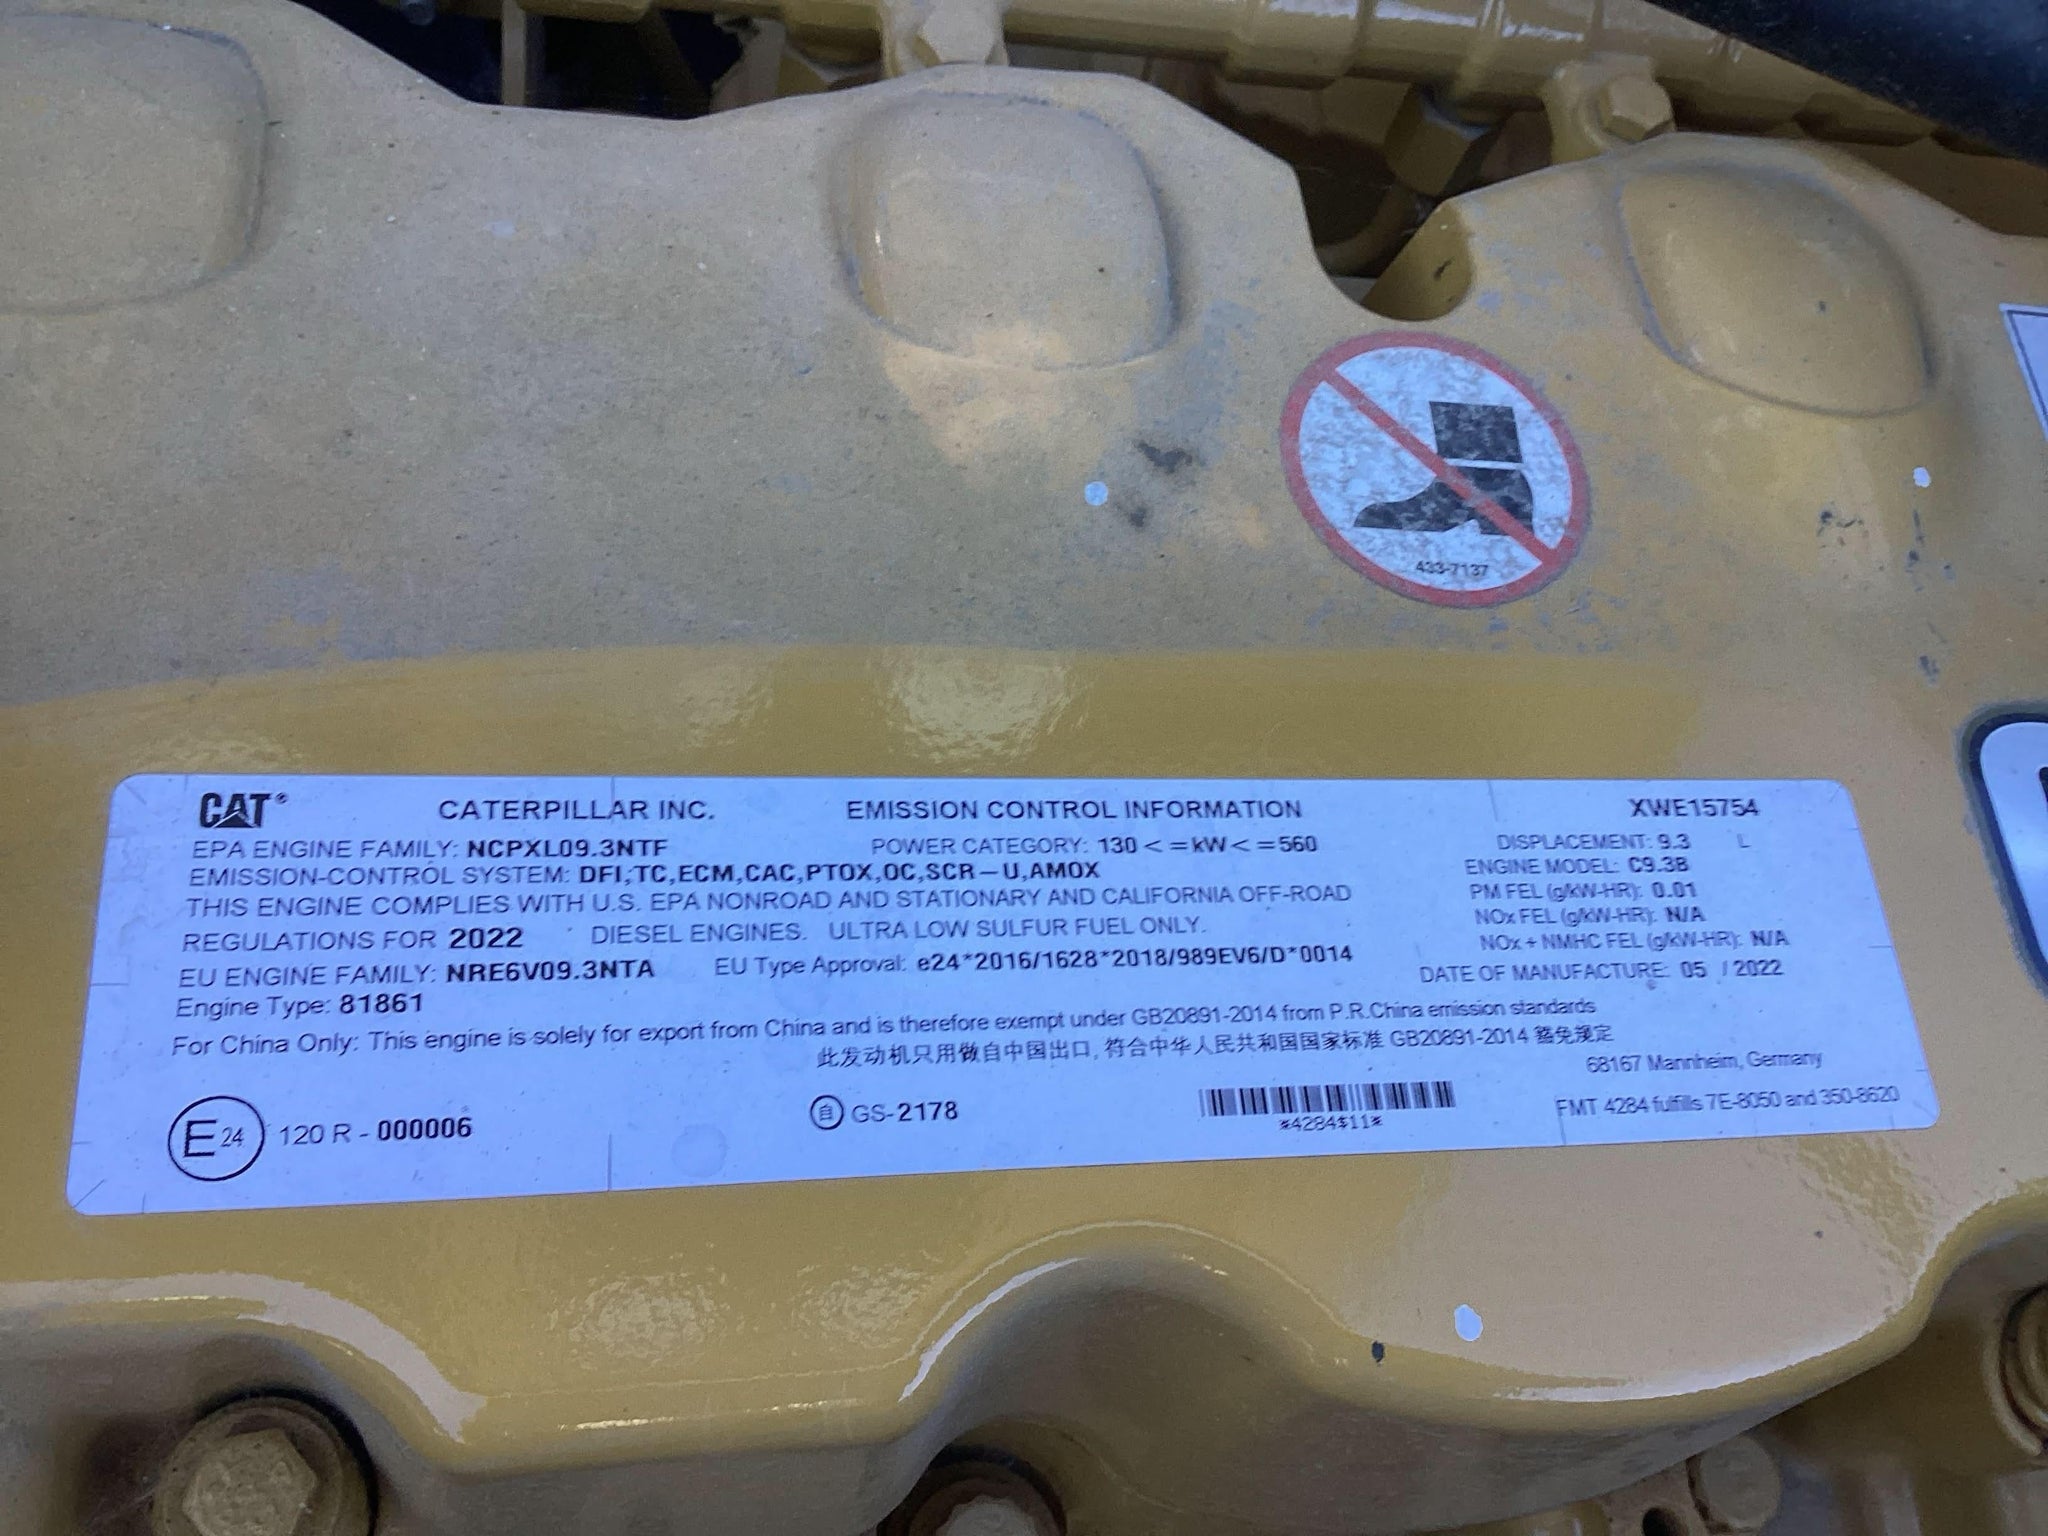 433-7137
CAT® CATERPILLAR INC. EMISSION CONTROL INFORMATION XWE15754
EPA ENGINE FAMILY: NCPXL09.3NTF POWER CATEGORY: 130 < =kW< =560 DISPLACEMENT: 9.3 L
EMISSION-CONTROL SYSTEM: DFI,TC,ECM,CAC,PTOX,OC,SCR-U,AMOX ENGINE MODEL: C9.3B
THIS ENGINE COMPLIES WITH U.S. EPA NONROAD AND STATIONARY AND CALIFORNIA OFF-ROAD PM FEL (g/kW-HR): 0.01
NOx FEL (g/kW-HR): N/A
REGULATIONS FOR 2022 DIESEL ENGINES. ULTRA LOW SULFUR FUEL ONLY. NOx + NMHC FEL (g/kW-HR): N/A
EU ENGINE FAMILY: NRE6V09.3NTA EU Type Approval: e24*2016/1628*2018/989EV6/D*0014 DATE OF MANUFACTURE: 05 / 2022
Engine Type: 81861
For China Only: This engine is solely for export from China and is therefore exempt under GB20891-2014 from P.R.China emission standards
此发动机只用做自中国出口, 符合中华人民共和国国家标准 GB20891-2014 豁免规定
68167 Mannheim, Germany
E24 120 R - 000006 自 GS-2178 *4284$11* FMT 4284 fulfills 7E-8050 and 350-8620